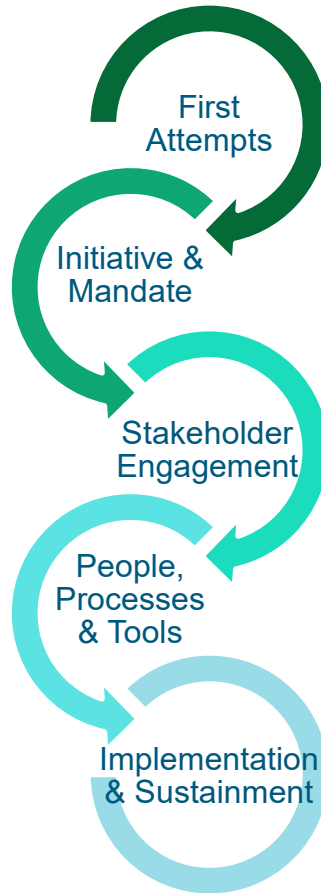 First
Attempts
Initiative &
Mandate
Stakeholder
Engagement
People,
Processes
& Tools
Implementation
& Sustainment